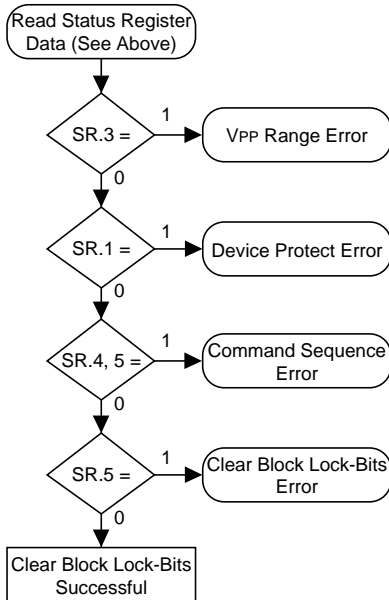 Read Status Register
Data (See Above)
1
SR.3 =
VPP Range Error
0
1
SR.1 =
Device Protect Error
0
1
SR.4, 5 =
Command Sequence
Error
0
1
SR.5 =
Clear Block Lock-Bits
Error
0
Clear Block Lock-Bits
Successful